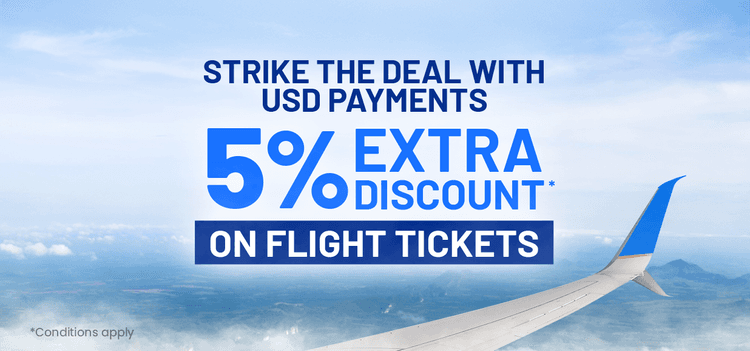 STRIKE THE DEAL WITH
USD PAYMENTS
5% EXTRA
DISCOUNT*
ON FLIGHT TICKETS
*Conditions apply